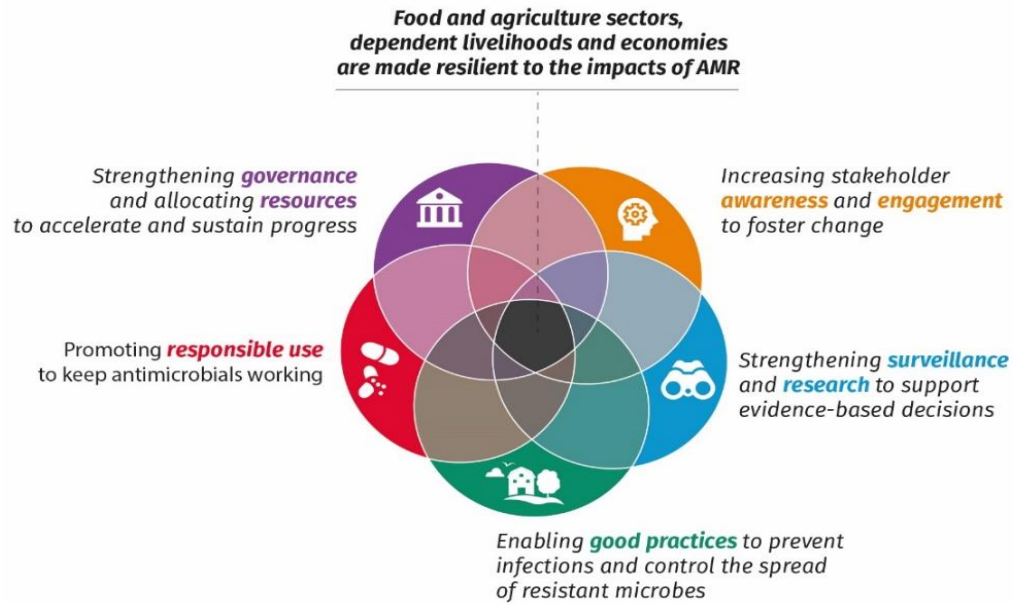 Food and agriculture sectors,
dependent livelihoods and economies
are made resilient to the impacts of AMR
Strengthening governance
and allocating resources
to accelerate and sustain progress
Increasing stakeholder
awareness and engagement
to foster change
Promoting responsible use
to keep antimicrobials working
Strengthening surveillance
and research to support
evidence-based decisions
Enabling good practices to prevent
infections and control the spread
of resistant microbes